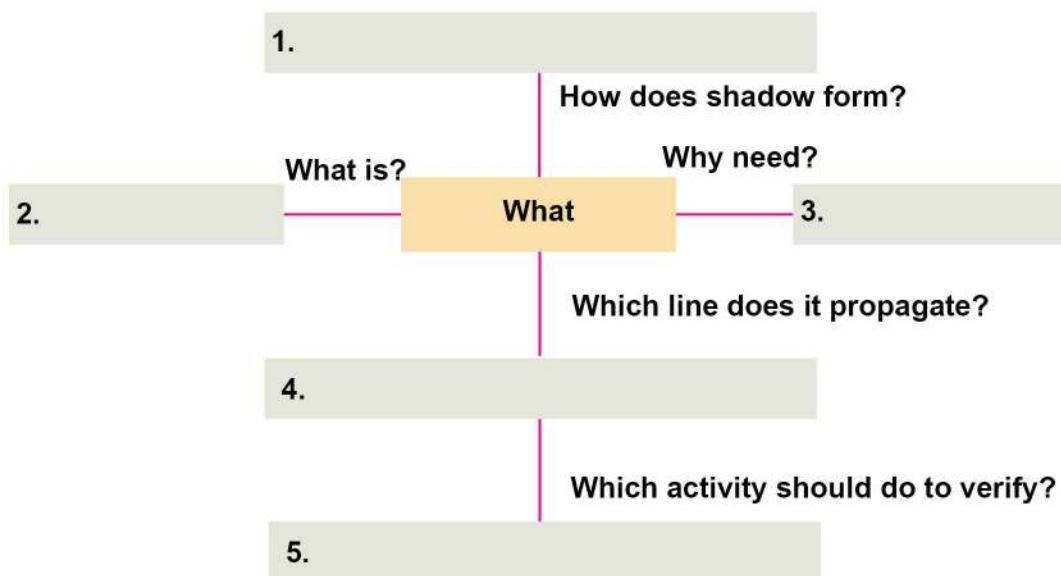 1.
How does shadow form?
What is?
Why need?
2.
What
3.
Which line does it propagate?
4.
Which activity should do to verify?
5.